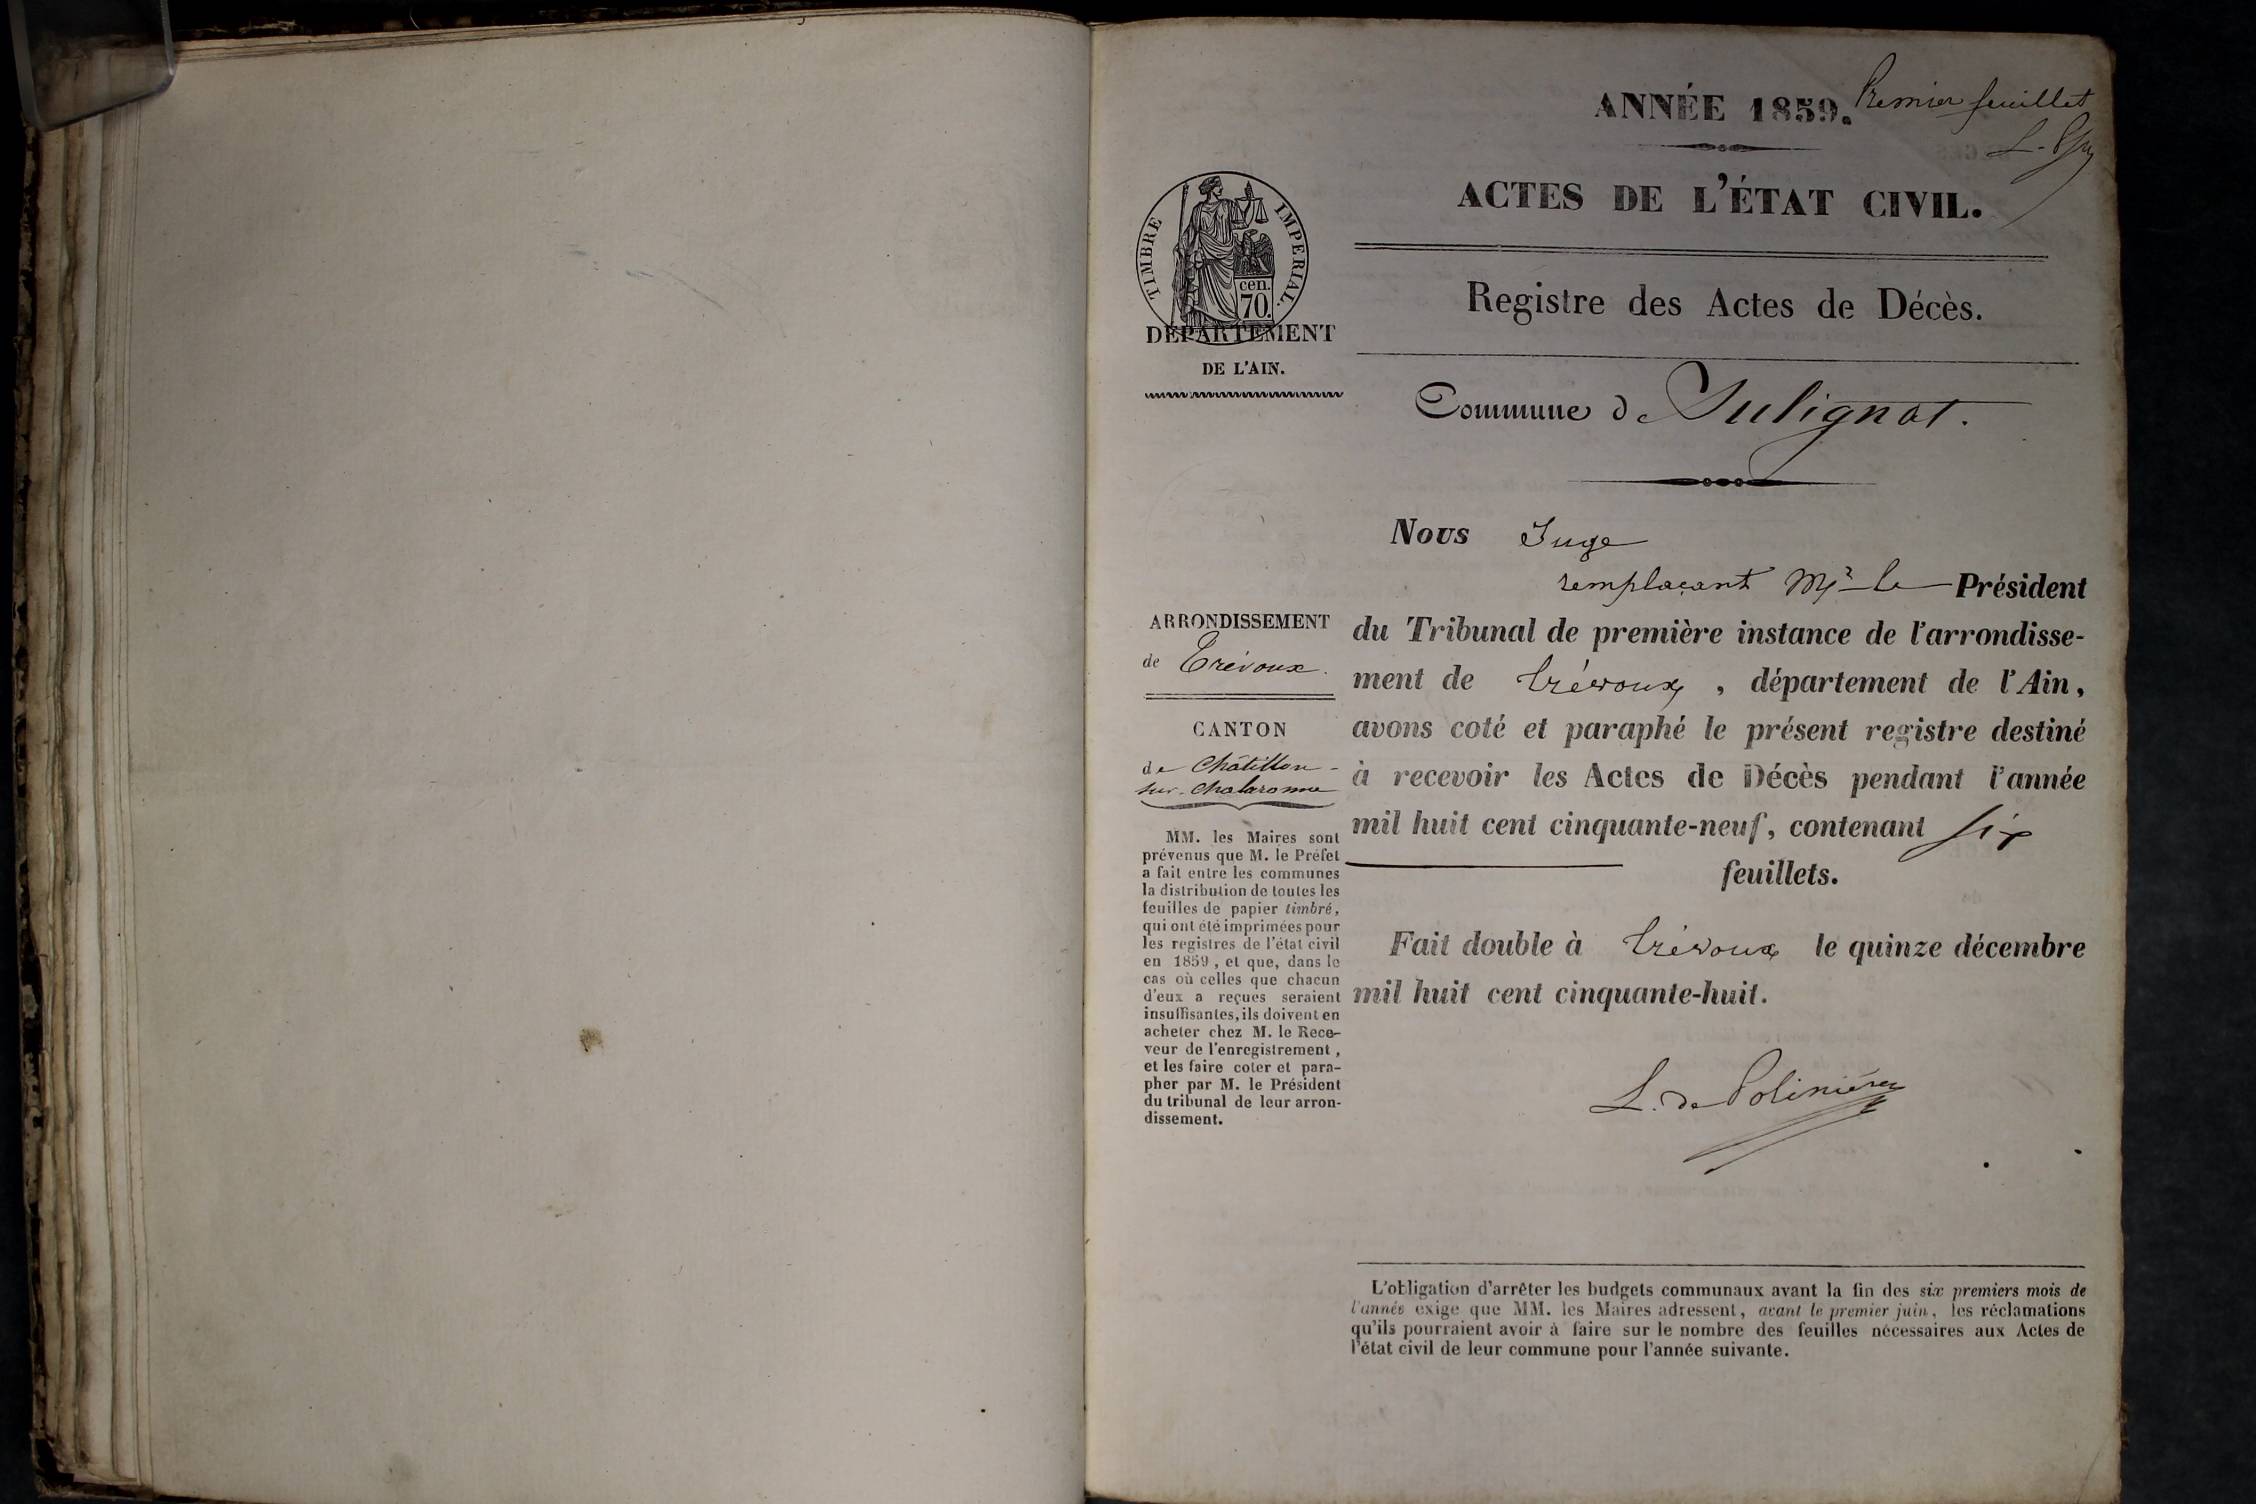 ANNÉE 1859.
Premier feuillet
ACTES DE L'ÉTAT CIVIL.
TIMBRE IMPERIAL.
cen.
70.
DÉPARTEMENT
DE L'AIN.
Registre des Actes de Décès.
Commune de Sulignat.
ARRONDISSEMENT
de Trévoux.
CANTON
de Châtillon-
sur-Chalaronne
MM. les Maires sont
prévenus que M. le Préfet
a fait entre les communes
la distribution de toutes les
feuilles de papier timbré,
qui ont été imprimées pour
les registres de l'état civil
en 1859, et que, dans le
cas où celles que chacun
d'eux a reçues seraient
insuffisantes, ils doivent en
acheter chez M. le Rece-
veur de l'enregistrement,
et les faire coter et para-
pher par M. le Président
du tribunal de leur arron-
dissement.
Nous Juge
remplaçant Mr le Président
du Tribunal de première instance de l'arrondisse-
ment de Trévoux, département de l'Ain,
avons coté et paraphé le présent registre destiné
à recevoir les Actes de Décès pendant l'année
mil huit cent cinquante-neuf, contenant six
feuillets.
Fait double à Trévoux le quinze décembre
mil huit cent cinquante-huit.
L. de Polinière
L'obligation d'arrêter les budgets communaux avant la fin des six premiers mois de
l'année exige que MM. les Maires adressent, avant le premier juin, les réclamations
qu'ils pourraient avoir à faire sur le nombre des feuilles nécessaires aux Actes de
l'état civil de leur commune pour l'année suivante.